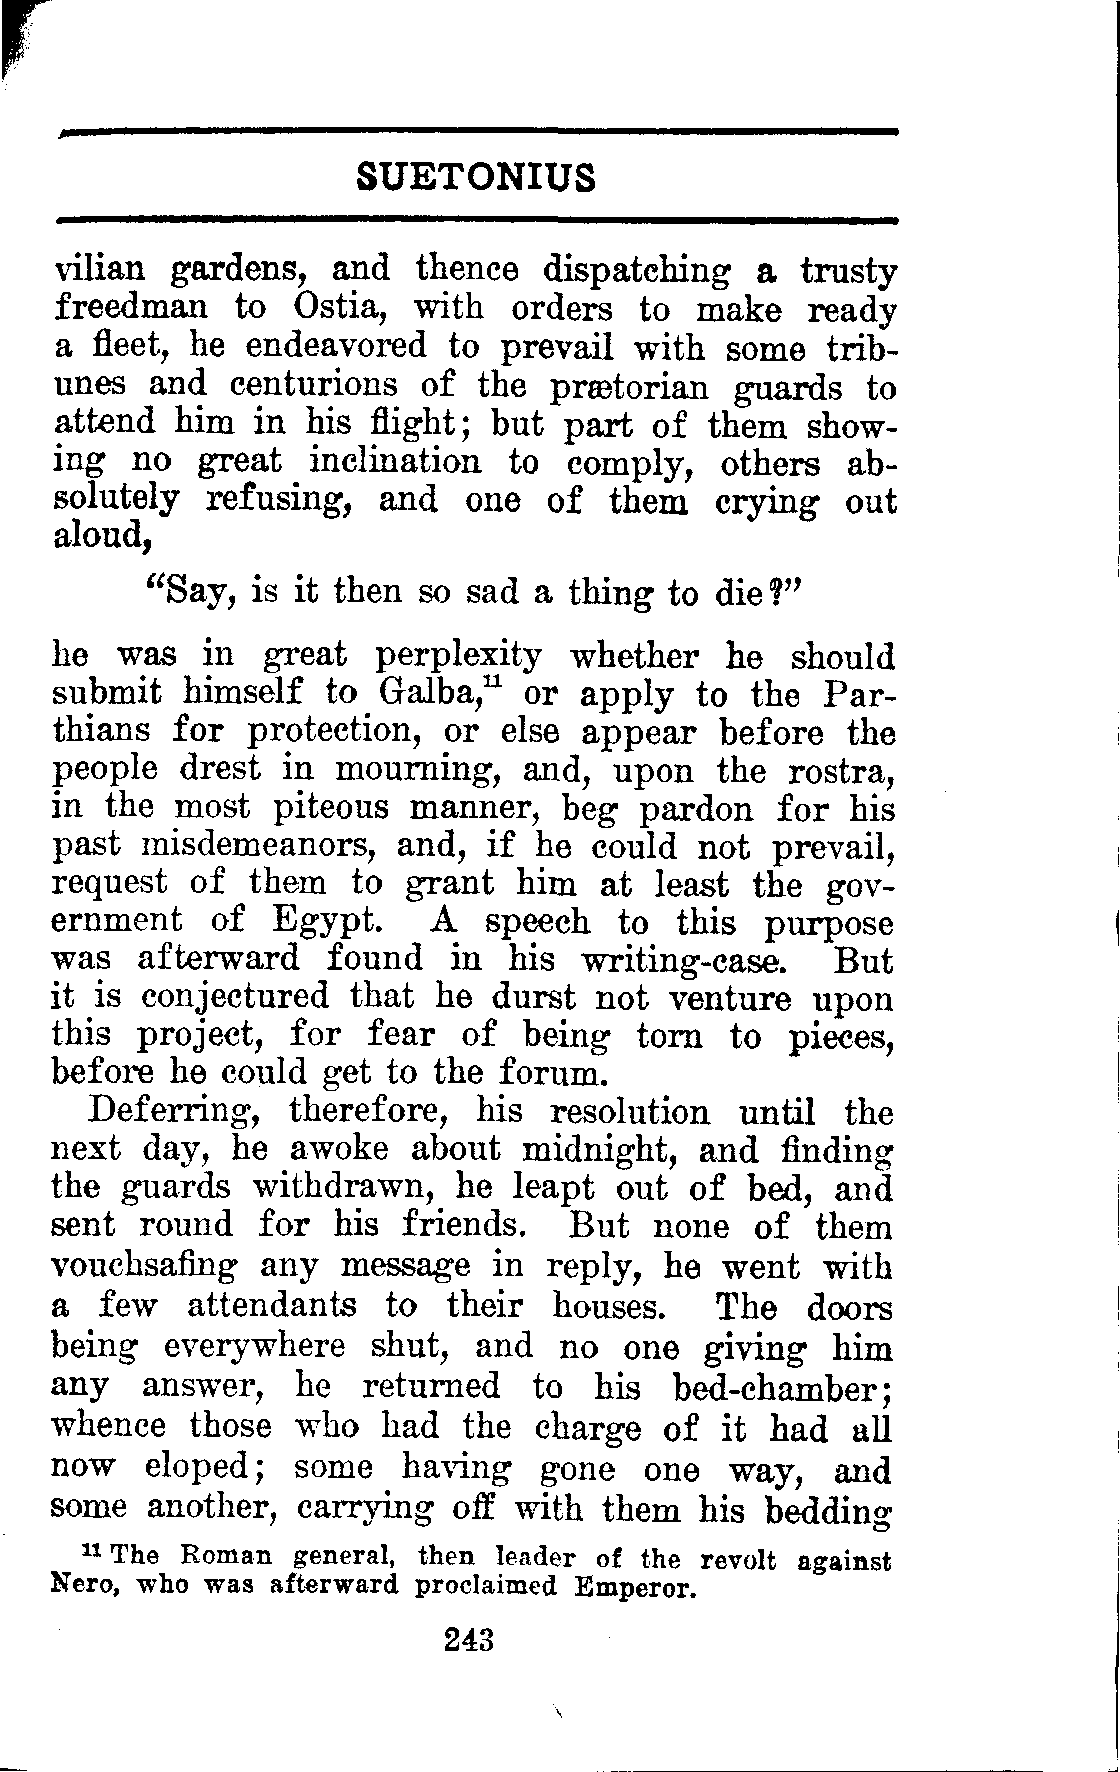 SUETONIUS
vilian gardens, and thence dispatching a trusty
freedman to Ostia, with orders to make ready
a fleet, he endeavored to prevail with some trib-
unes and centurions of the prætorian guards to
attend him in his flight; but part of them show-
ing no great inclination to comply, others ab-
solutely refusing, and one of them crying out
aloud,
“Say, is it then so sad a thing to die?”
he was in great perplexity whether he should
submit himself to Galba,¹¹ or apply to the Par-
thians for protection, or else appear before the
people drest in mourning, and, upon the rostra,
in the most piteous manner, beg pardon for his
past misdemeanors, and, if he could not prevail,
request of them to grant him at least the gov-
ernment of Egypt. A speech to this purpose
was afterward found in his writing-case. But
it is conjectured that he durst not venture upon
this project, for fear of being torn to pieces,
before he could get to the forum.
Deferring, therefore, his resolution until the
next day, he awoke about midnight, and finding
the guards withdrawn, he leapt out of bed, and
sent round for his friends. But none of them
vouchsafing any message in reply, he went with
a few attendants to their houses. The doors
being everywhere shut, and no one giving him
any answer, he returned to his bed-chamber;
whence those who had the charge of it had all
now eloped; some having gone one way, and
some another, carrying off with them his bedding
¹¹ The Roman general, then leader of the revolt against
Nero, who was afterward proclaimed Emperor.
243